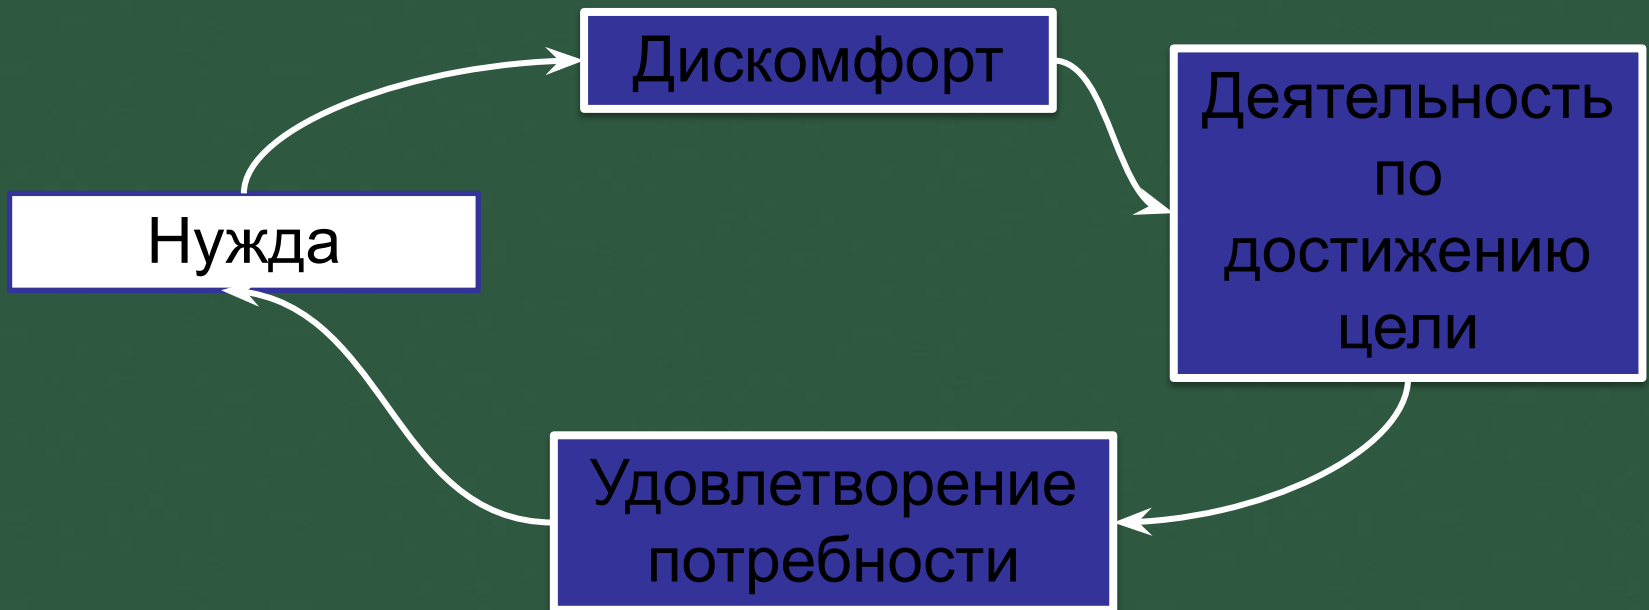 Дискомфорт
Деятельность
по
достижению
цели
Нужда
Удовлетворение
потребности